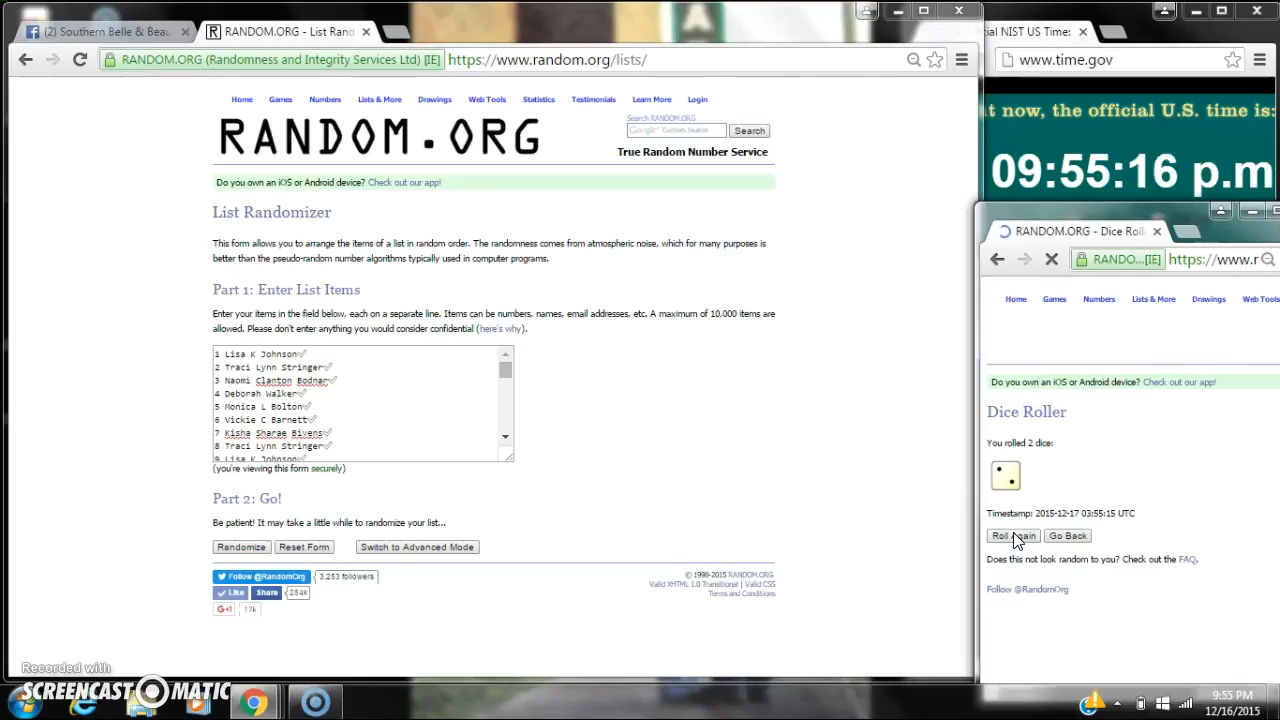 (2) Southern Belle & Beau
RANDOM.ORG - List Rand
RANDOM.ORG (Randomness and Integrity Services Ltd) [IE]
https://www.random.org/lists/
Home Games Numbers Lists & More Drawings Web Tools Statistics Testimonials Learn More Login
RANDOM.ORG
Search RANDOM.ORG
Google Custom Search
Search
True Random Number Service
Do you own an iOS or Android device? Check out our app!
List Randomizer
This form allows you to arrange the items of a list in random order. The randomness comes from atmospheric noise, which for many purposes is
better than the pseudo-random number algorithms typically used in computer programs.
Part 1: Enter List Items
Enter your items in the field below, each on a separate line. Items can be numbers, names, email addresses, etc. A maximum of 10,000 items are
allowed. Please don't enter anything you would consider confidential (here's why).
1 Lisa K Johnson✓
2 Traci Lynn Stringer✓
3 Naomi Clanton Bodnar✓
4 Deborah Walker✓
5 Monica L Bolton✓
6 Vickie C Barnett✓
7 Kisha Sharae Bivens✓
8 Traci Lynn Stringer✓
9 Lisa K Johnson✓
(you're viewing this form securely)
Part 2: Go!
Be patient! It may take a little while to randomize your list...
Randomize Reset Form Switch to Advanced Mode
Follow @RandomOrg 3,253 followers
Like Share 284k
G+1 17k
© 1998-2015 RANDOM.ORG
Valid XHTML 1.0 Transitional | Valid CSS
Terms and Conditions
ial NIST US Time:
www.time.gov
t now, the official U.S. time is:
09:55:16 p.m
RANDOM.ORG - Dice Roll
RANDO...[IE] https://www.r
Home Games Numbers Lists & More Drawings Web Tools
Do you own an iOS or Android device? Check out our app!
Dice Roller
You rolled 2 dice:
Timestamp: 2015-12-17 03:55:15 UTC
Roll Again Go Back
Does this not look random to you? Check out the FAQ.
Follow @RandomOrg
Recorded with
SCREENCAST MATIC
9:55 PM
12/16/2015